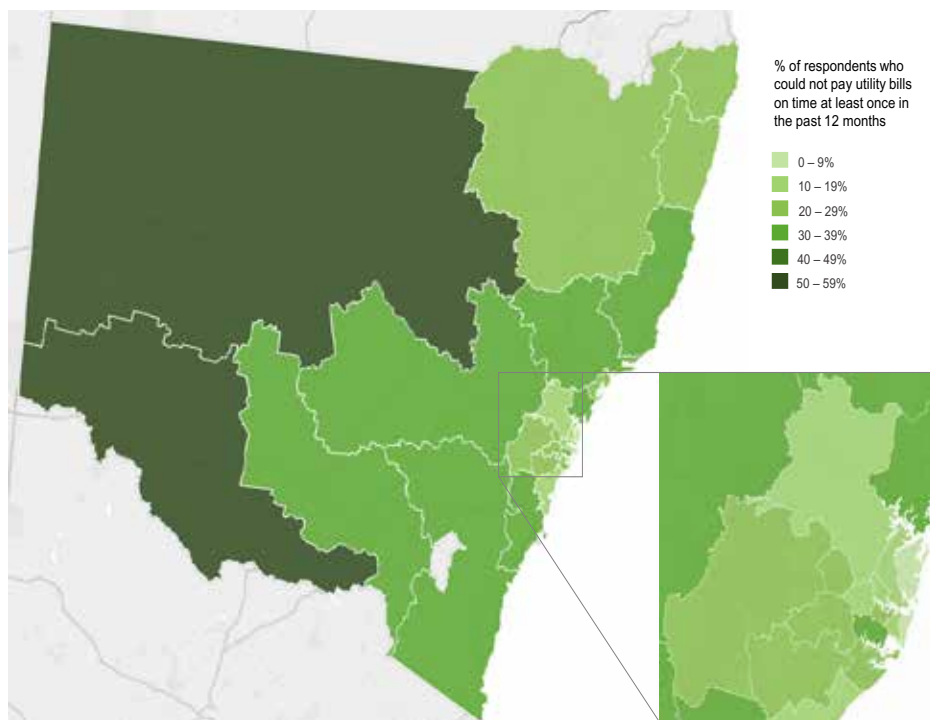 % of respondents who
could not pay utility bills
on time at least once in
the past 12 months
0 – 9%
10 – 19%
20 – 29%
30 – 39%
40 – 49%
50 – 59%